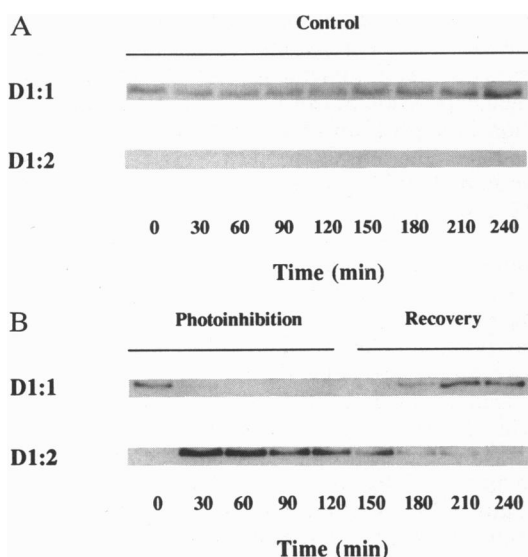 A
Control
D1:1
D1:2
0 30 60 90 120 150 180 210 240
Time (min)
B
Photoinhibition Recovery
D1:1
D1:2
0 30 60 90 120 150 180 210 240
Time (min)